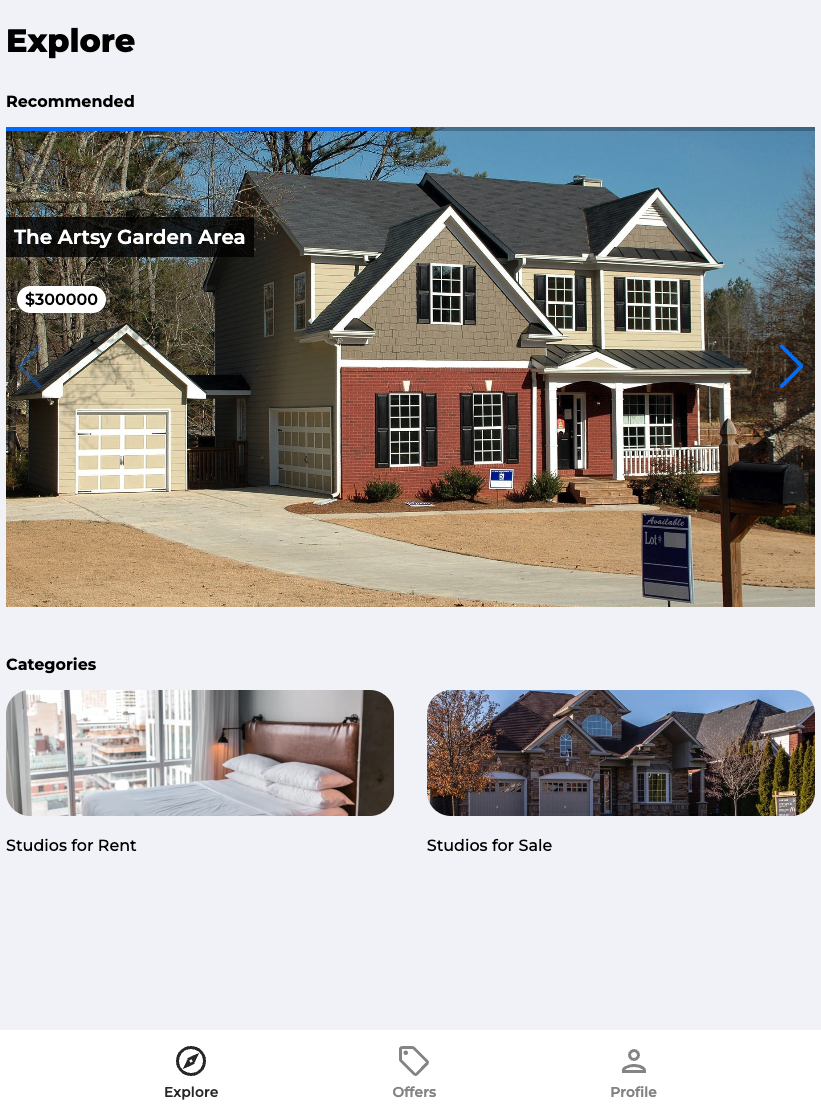 Explore
Recommended
The Artsy Garden Area
$300000
Available
Lot#
Categories
Studios for Rent
Studios for Sale
Explore
Offers
Profile